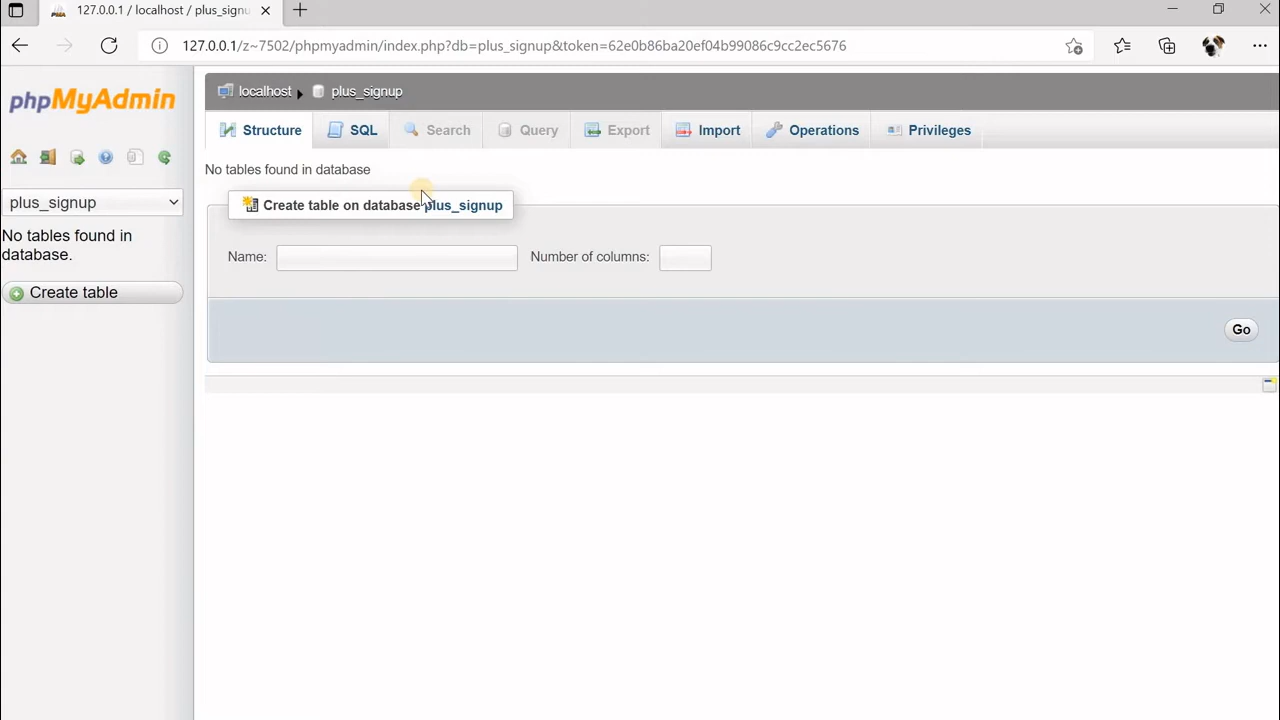 127.0.0.1 / localhost / plus_signu
127.0.0.1/z~7502/phpmyadmin/index.php?db=plus_signup&token=62e0b86ba20ef04b99086c9cc2ec5676
phpMyAdmin
plus_signup
No tables found in
database.
Create table
localhost plus_signup
Structure SQL Search Query Export Import Operations Privileges
No tables found in database
Create table on database plus_signup
Name: Number of columns:
Go